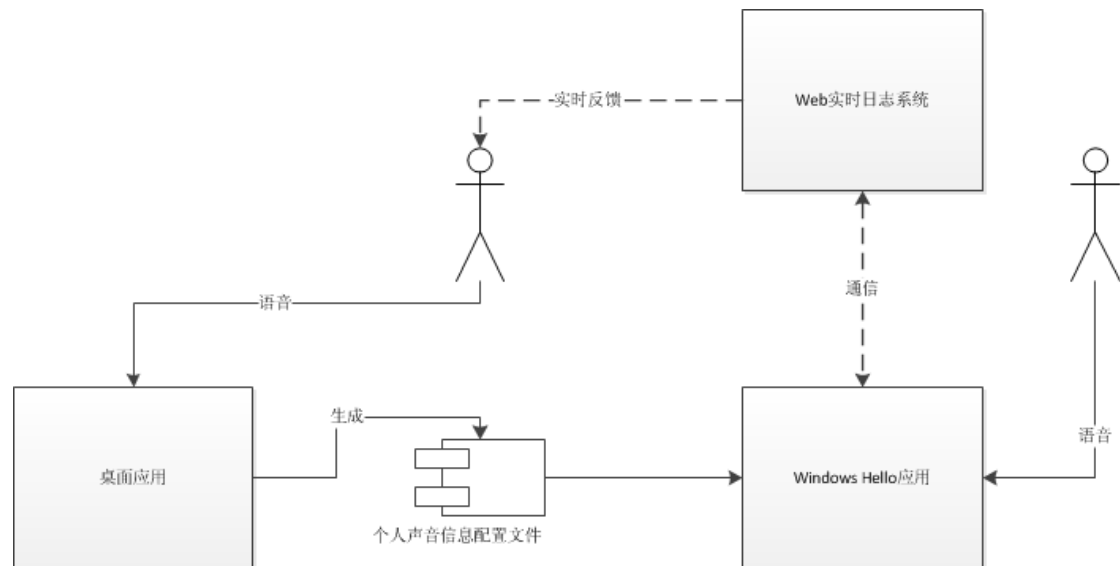 Web实时日志系统
实时反馈
通信
语音
生成
语音
桌面应用
Windows Hello应用
个人声音信息配置文件